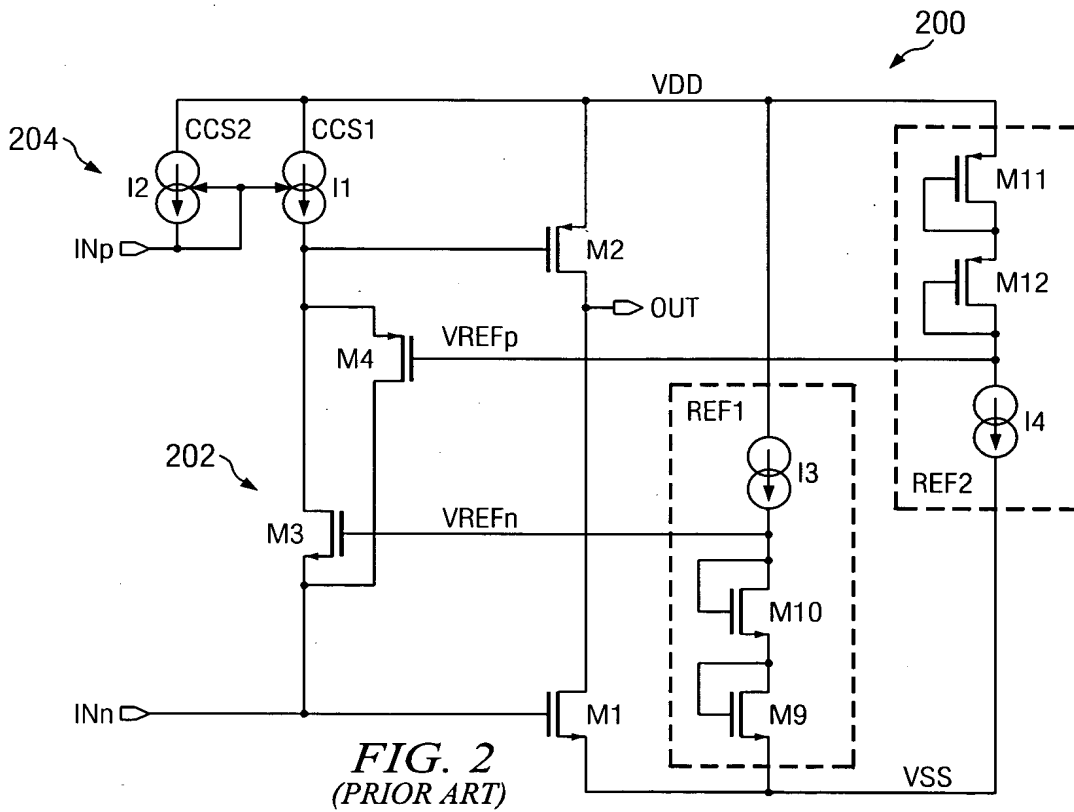 200
VDD
204
CCS2
CCS1
I2
I1
M11
INp
M2
M12
OUT
VREFp
M4
REF1
I4
202
I3
REF2
VREFn
M3
M10
INn
M1
M9
FIG. 2
(PRIOR ART)
VSS